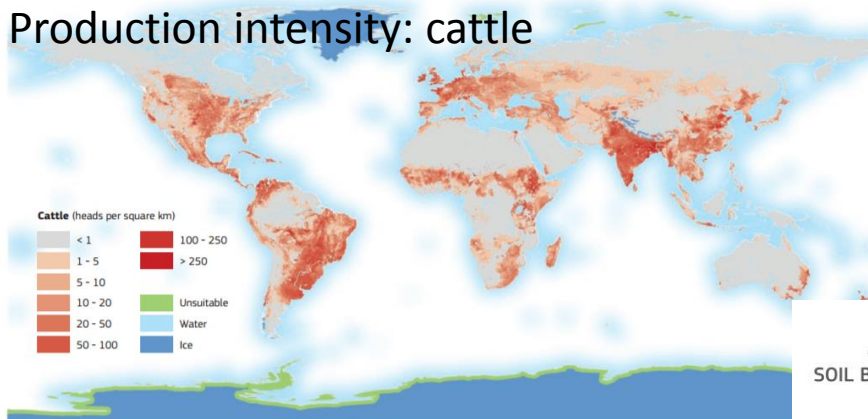 Production intensity: cattle
Cattle (heads per square km)
< 1
1 - 5
5 - 10
10 - 20
20 - 50
50 - 100
100 - 250
> 250
Unsuitable
Water
Ice
SOIL